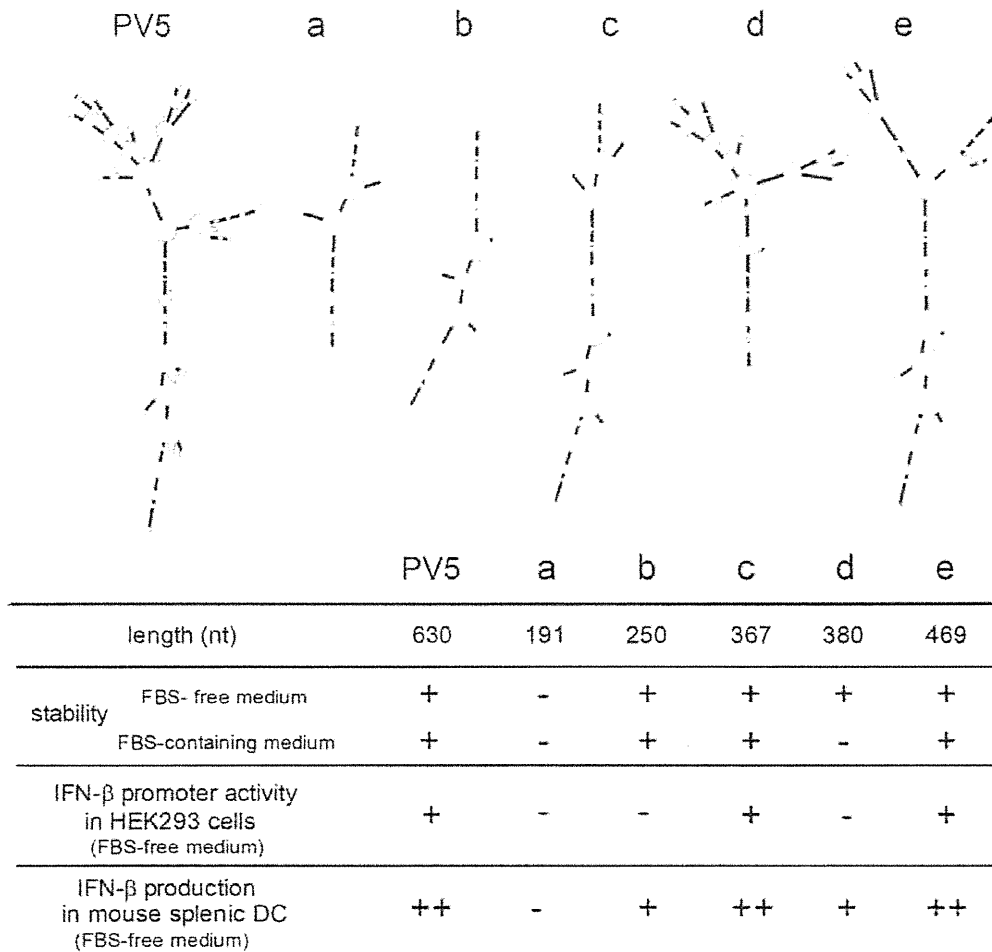 PV5 a b c d e
PV5 a b c d e
length (nt) 630 191 250 367 380 469
stability FBS- free medium + - + + + +
FBS-containing medium + - + + - +
IFN-β promoter activity
in HEK293 cells + - - + - +
(FBS-free medium)
IFN-β production
in mouse splenic DC ++ - + ++ + ++
(FBS-free medium)